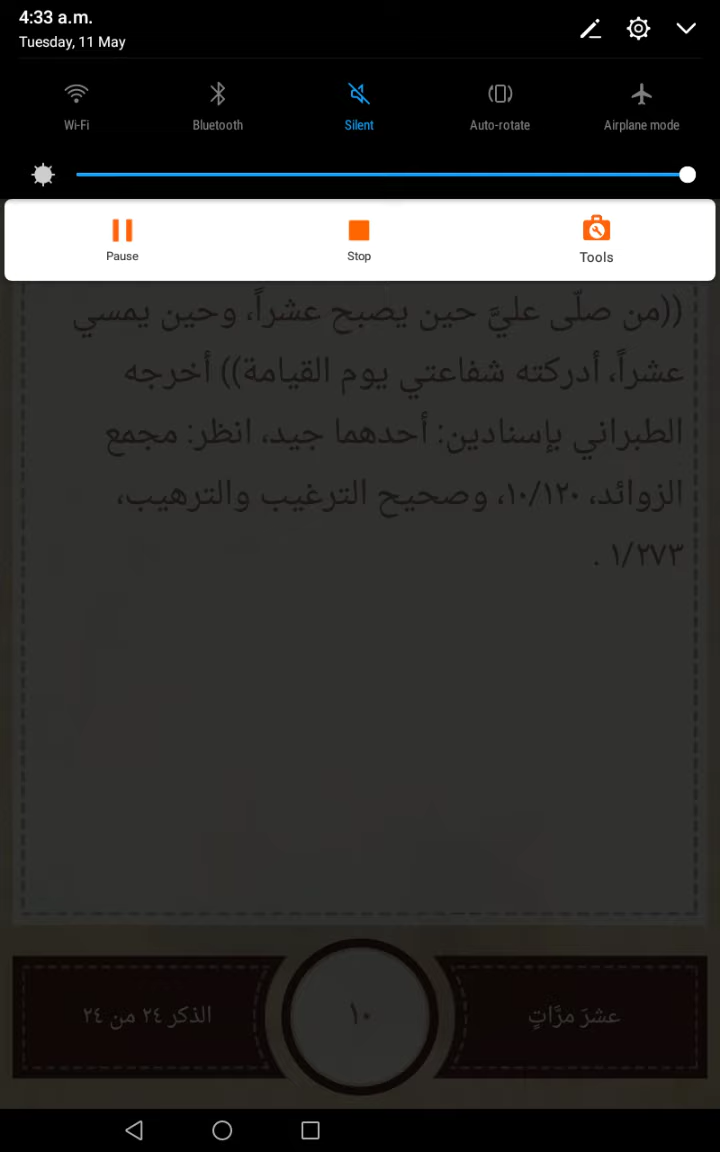 4:33 a.m.
Tuesday, 11 May
Wi-Fi Bluetooth Silent Auto-rotate Airplane mode
Pause Stop Tools
((من صلّى عليَّ حين يصبح عشراً، وحين يمسي
عشراً، أدركته شفاعتي يوم القيامة)) أخرجه
الطبراني بإسنادين: أحدهما جيد، انظر: مجمع
الزوائد، ١٠/١٢٠، وصحيح الترغيب والترهيب،
١/٢٧٣ .
عشرَ مرَّاتٍ ١٠ الذكر ٢٤ من ٢٤